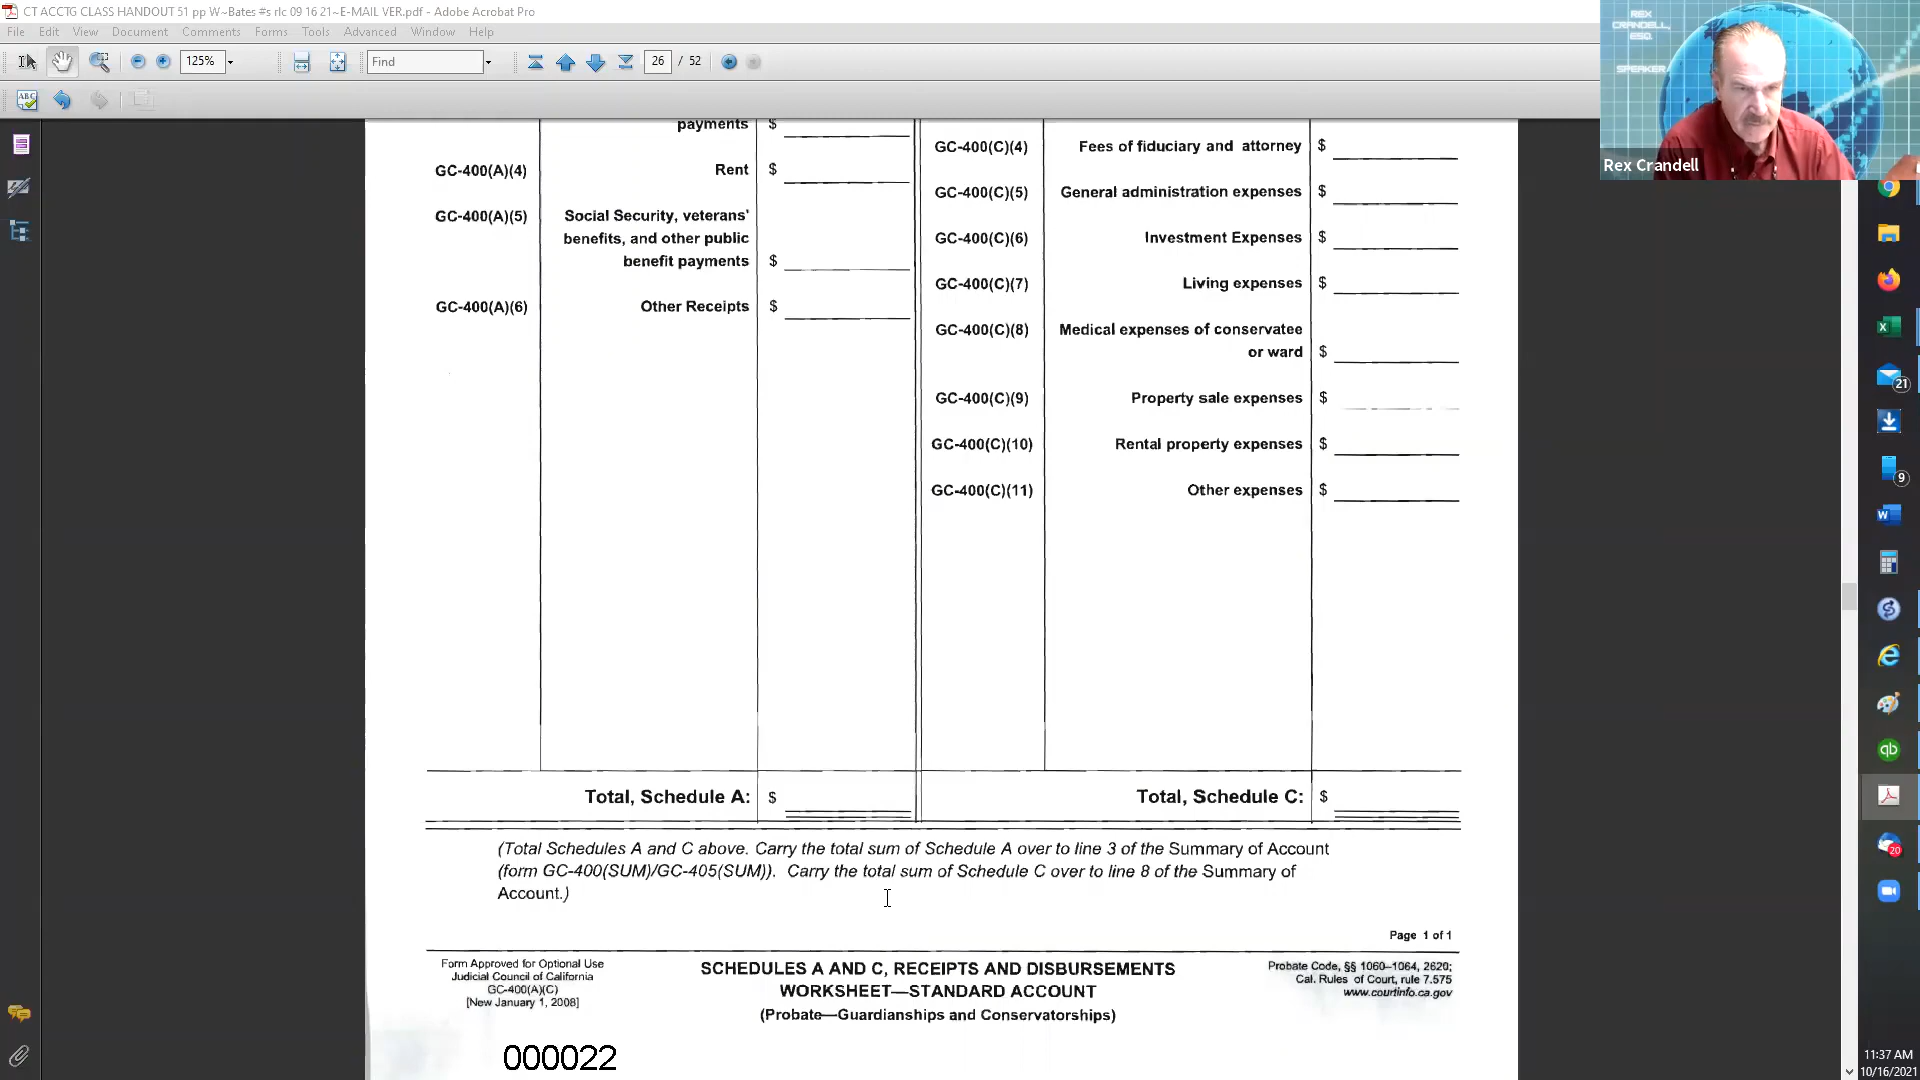 CT ACCTG CLASS HANDOUT 51 pp W~Bates #s rlc 09 16 21~E-MAIL VER.pdf - Adobe Acrobat Pro
File Edit View Document Comments Forms Tools Advanced Window Help
125%
Find
26 / 52
ABC
REX
CRANDELL,
ESQ.
SPEAKER
Rex Crandell
payments $
GC-400(A)(4) Rent $
GC-400(A)(5) Social Security, veterans'
benefits, and other public
benefit payments $
GC-400(A)(6) Other Receipts $
GC-400(C)(4) Fees of fiduciary and attorney $
GC-400(C)(5) General administration expenses $
GC-400(C)(6) Investment Expenses $
GC-400(C)(7) Living expenses $
GC-400(C)(8) Medical expenses of conservatee
or ward $
GC-400(C)(9) Property sale expenses $
GC-400(C)(10) Rental property expenses $
GC-400(C)(11) Other expenses $
Total, Schedule A: $
Total, Schedule C: $
(Total Schedules A and C above. Carry the total sum of Schedule A over to line 3 of the Summary of Account
(form GC-400(SUM)/GC-405(SUM)). Carry the total sum of Schedule C over to line 8 of the Summary of
Account.)
Page 1 of 1
Form Approved for Optional Use
Judicial Council of California
GC-400(A)(C)
[New January 1, 2008]
SCHEDULES A AND C, RECEIPTS AND DISBURSEMENTS
WORKSHEET—STANDARD ACCOUNT
(Probate—Guardianships and Conservatorships)
Probate Code, §§ 1060–1064, 2620;
Cal. Rules of Court, rule 7.575
www.courtinfo.ca.gov
000022
21
9
W
qb
20
11:37 AM
10/16/2021